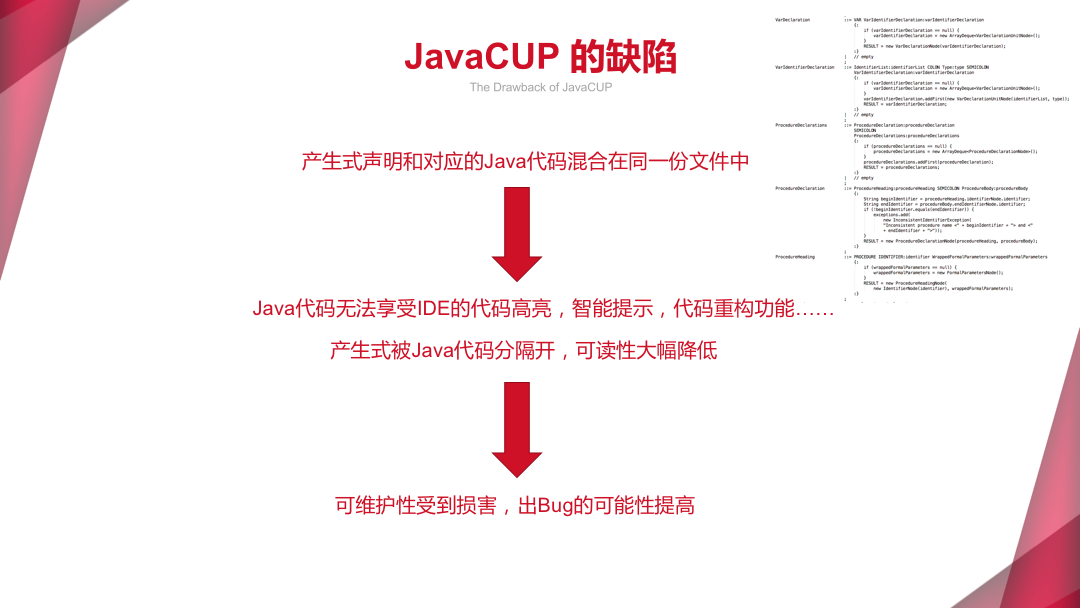 JavaCUP 的缺陷
The Drawback of JavaCUP
产生式声明和对应的Java代码混合在同一份文件中
Java代码无法享受IDE的代码高亮，智能提示，代码重构功能……
产生式被Java代码分隔开，可读性大幅降低
可维护性受到损害，出Bug的可能性提高
VarDeclaration ::= VAR VarIdentifierDeclaration:varIdentifierDeclaration
{:
if (varIdentifierDeclaration == null) {
varIdentifierDeclaration = new ArrayDeque<VarDeclarationUnitNode>();
}
RESULT = new VarDeclarationNode(varIdentifierDeclaration);
:}
| // empty
;
VarIdentifierDeclaration ::= IdentifierList:identifierList COLON Type:type SEMICOLON
VarIdentifierDeclaration:varIdentifierDeclaration
{:
if (varIdentifierDeclaration == null) {
varIdentifierDeclaration = new ArrayDeque<VarDeclarationUnitNode>();
}
varIdentifierDeclaration.addFirst(new VarDeclarationUnitNode(identifierList, type));
RESULT = varIdentifierDeclaration;
:}
| // empty
;
ProcedureDeclarations ::= ProcedureDeclaration:procedureDeclaration
SEMICOLON
ProcedureDeclarations:procedureDeclarations
{:
if (procedureDeclarations == null) {
procedureDeclarations = new ArrayDeque<ProcedureDeclarationNode>();
}
procedureDeclarations.addFirst(procedureDeclaration);
RESULT = procedureDeclarations;
:}
| // empty
;
ProcedureDeclaration ::= ProcedureHeading:procedureHeading SEMICOLON ProcedureBody:procedureBody
{:
String beginIdentifier = procedureHeading.identifierNode.identifier;
String endIdentifier = procedureBody.endIdentifierNode.identifier;
if (!beginIdentifier.equals(endIdentifier)) {
exceptions.add(
new InconsistentIdentifierException(
"Inconsistent procedure name <" + beginIdentifier + "> and <"
+ endIdentifier + ">"));
}
RESULT = new ProcedureDeclarationNode(procedureHeading, procedureBody);
:}
;
ProcedureHeading ::= PROCEDURE IDENTIFIER:identifier WrappedFormalParameters:wrappedFormalParameters
{:
if (wrappedFormalParameters == null) {
wrappedFormalParameters = new FormalParametersNode();
}
RESULT = new ProcedureHeadingNode(
new IdentifierNode(identifier), wrappedFormalParameters);
:}
;